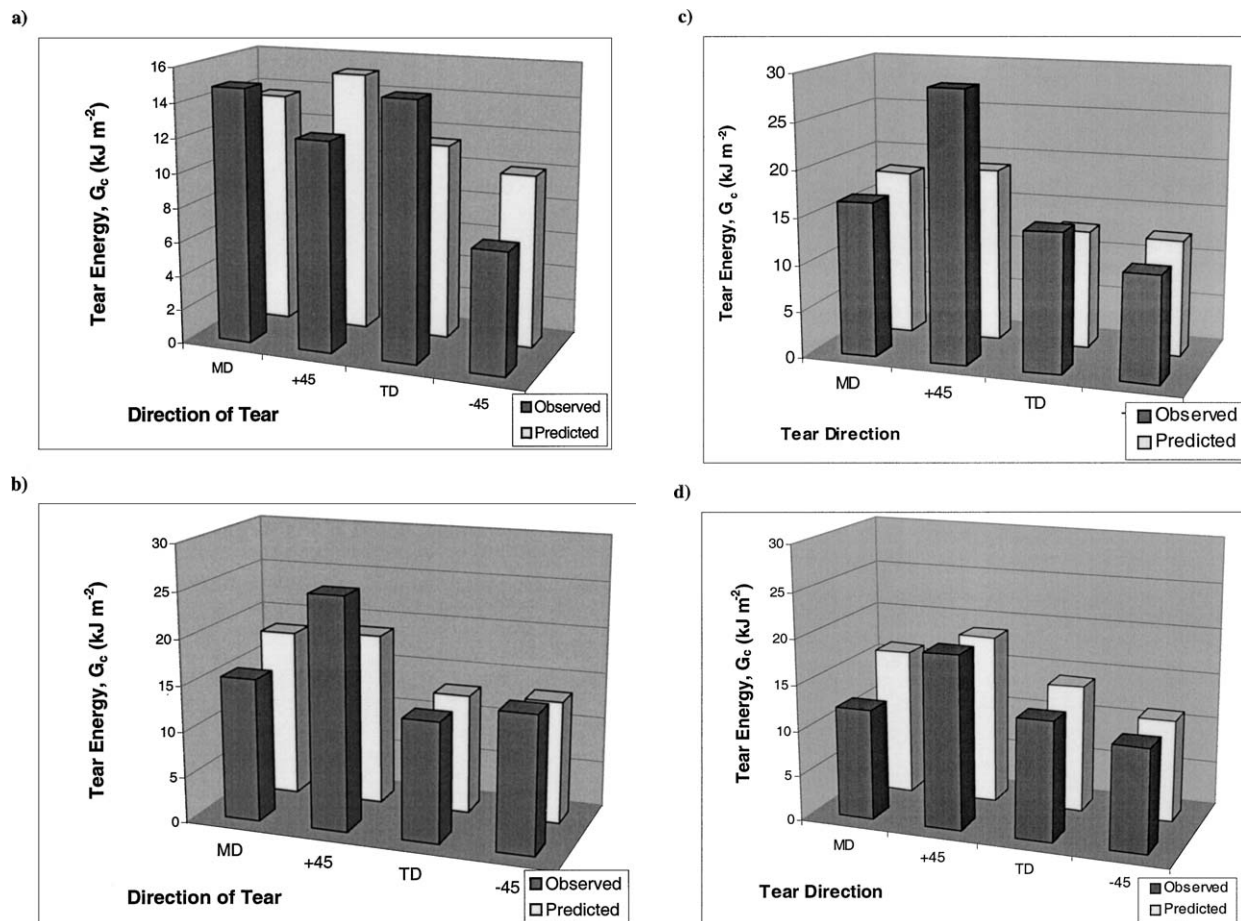 a)
16
14
12
10
8
6
4
2
0
Tear Energy, Gc (kJ m-2)
MD
+45
TD
-45
Direction of Tear
Observed
Predicted
c)
30
25
20
15
10
5
0
Tear Energy, Gc (kJ m-2)
MD
+45
TD
Tear Direction
Observed
Predicted
b)
30
25
20
15
10
5
0
Tear Energy, Gc (kJ m-2)
MD
+45
TD
-45
Direction of Tear
Observed
Predicted
d)
30
25
20
15
10
5
0
Tear Energy, Gc (kJ m-2)
MD
+45
TD
-45
Tear Direction
Observed
Predicted